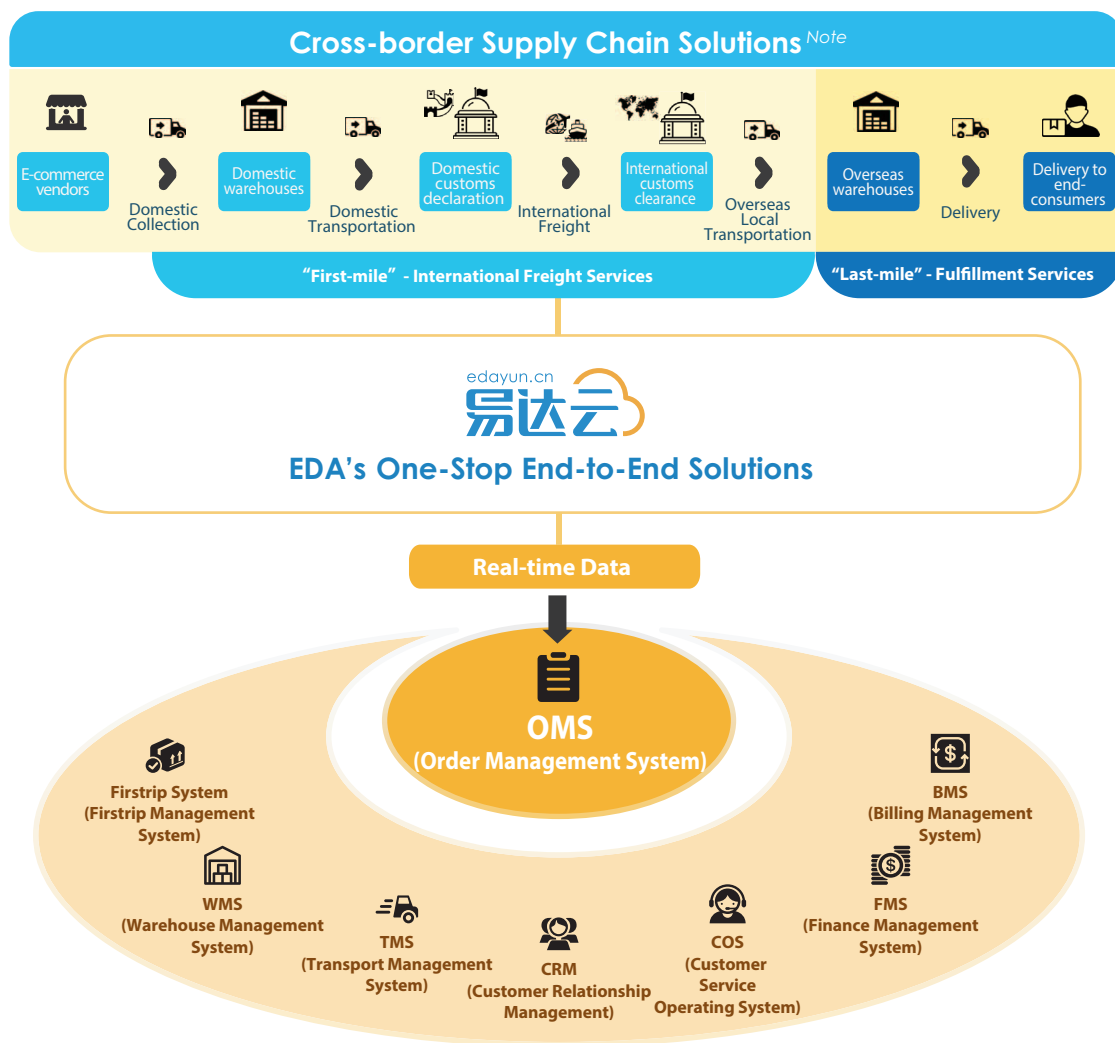 Cross-border Supply Chain Solutions Note
E-commerce
vendors
Domestic
Collection
Domestic
warehouses
Domestic
Transportation
Domestic
customs
declaration
International
Freight
International
customs
clearance
Overseas
Local
Transportation
Overseas
warehouses
Delivery
Delivery to
end-
consumers
“First-mile” - International Freight Services
“Last-mile” - Fulfillment Services
edayun.cn
易达云
EDA’s One-Stop End-to-End Solutions
Real-time Data
OMS
(Order Management System)
Firstrip System
(Firstrip Management
System)
WMS
(Warehouse Management
System)
TMS
(Transport Management
System)
CRM
(Customer Relationship
Management)
COS
(Customer
Service
Operating System)
FMS
(Finance Management
System)
BMS
(Billing Management
System)